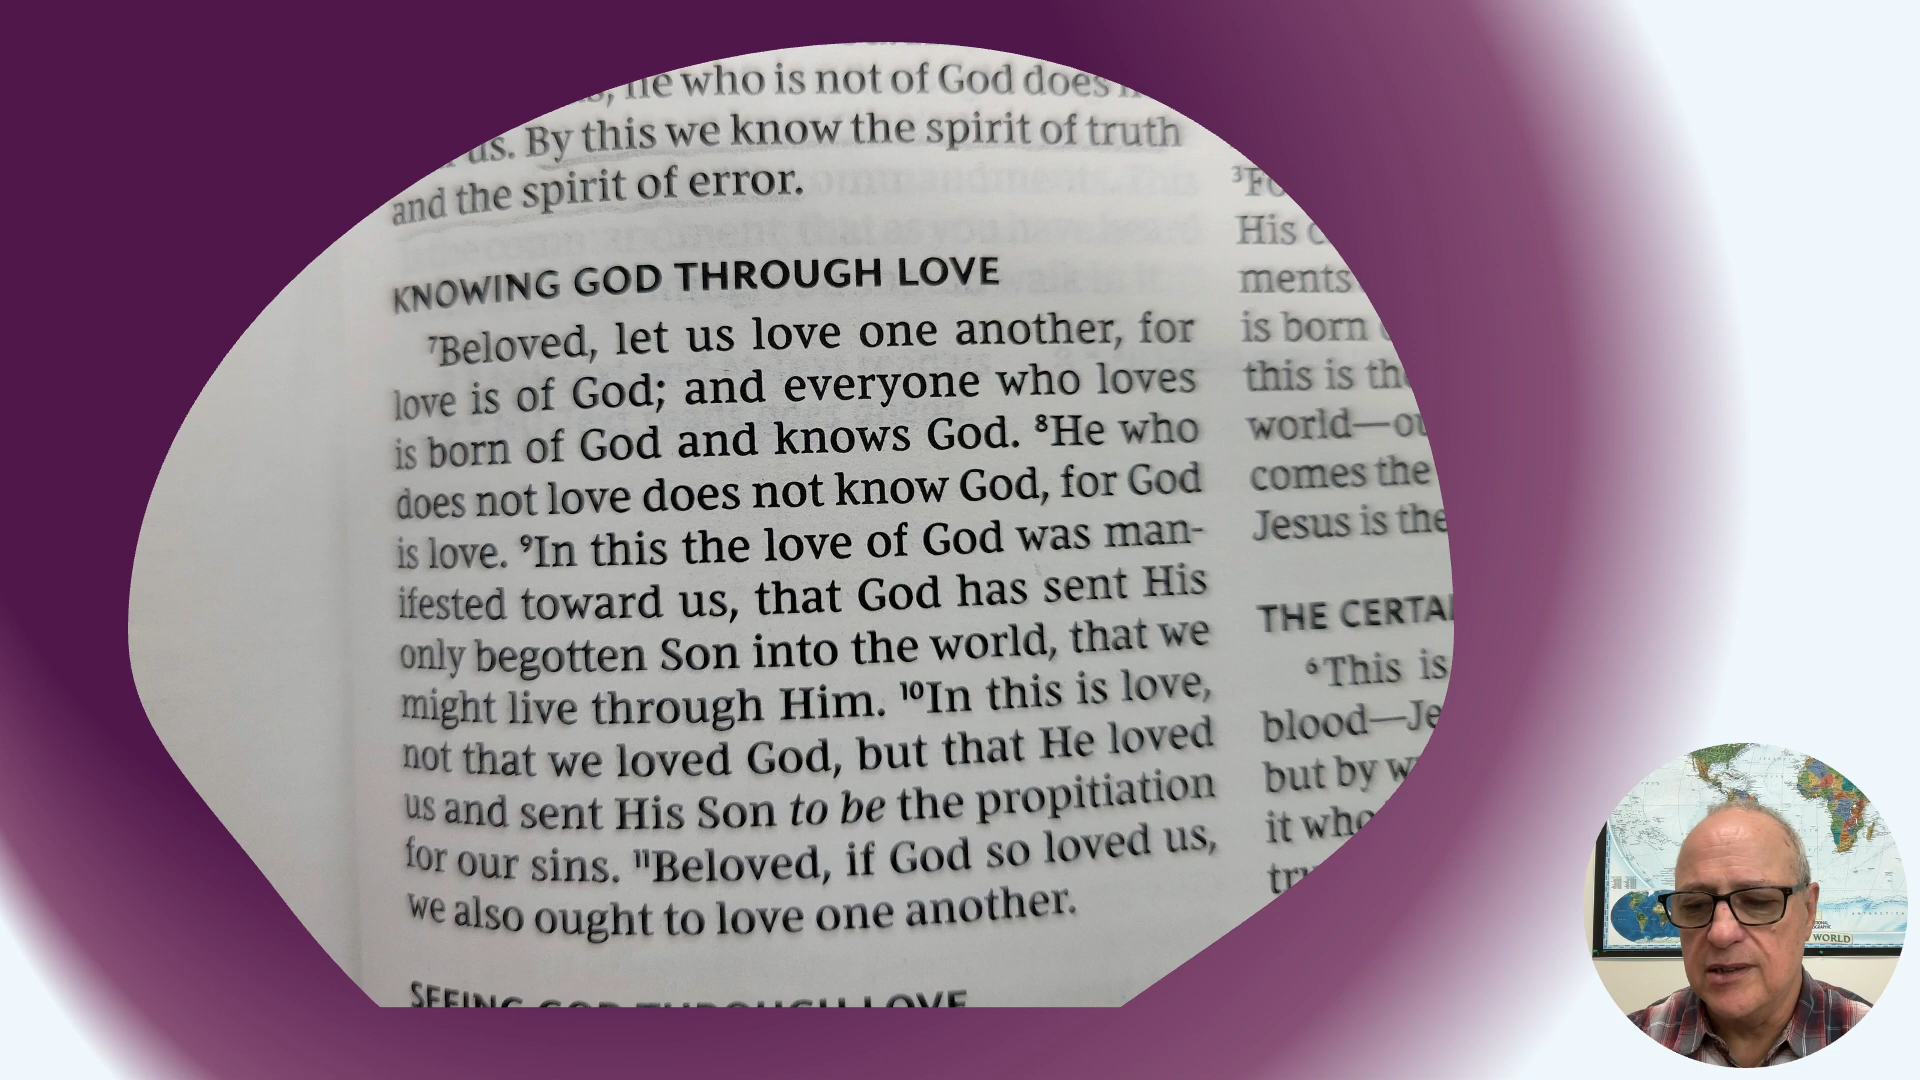 he who is not of God does
us. By this we know the spirit of truth
and the spirit of error.
KNOWING GOD THROUGH LOVE
⁷Beloved, let us love one another, for
love is of God; and everyone who loves
is born of God and knows God. ⁸He who
does not love does not know God, for God
is love. ⁹In this the love of God was man-
ifested toward us, that God has sent His
only begotten Son into the world, that we
might live through Him. ¹⁰In this is love,
not that we loved God, but that He loved
us and sent His Son to be the propitiation
for our sins. ¹¹Beloved, if God so loved us,
we also ought to love one another.
SEEING GOD THROUGH LOVE
His
ments
is born
this is
world—
comes the
Jesus is the
THE
⁶This is
blood—
but by
it
WORLD